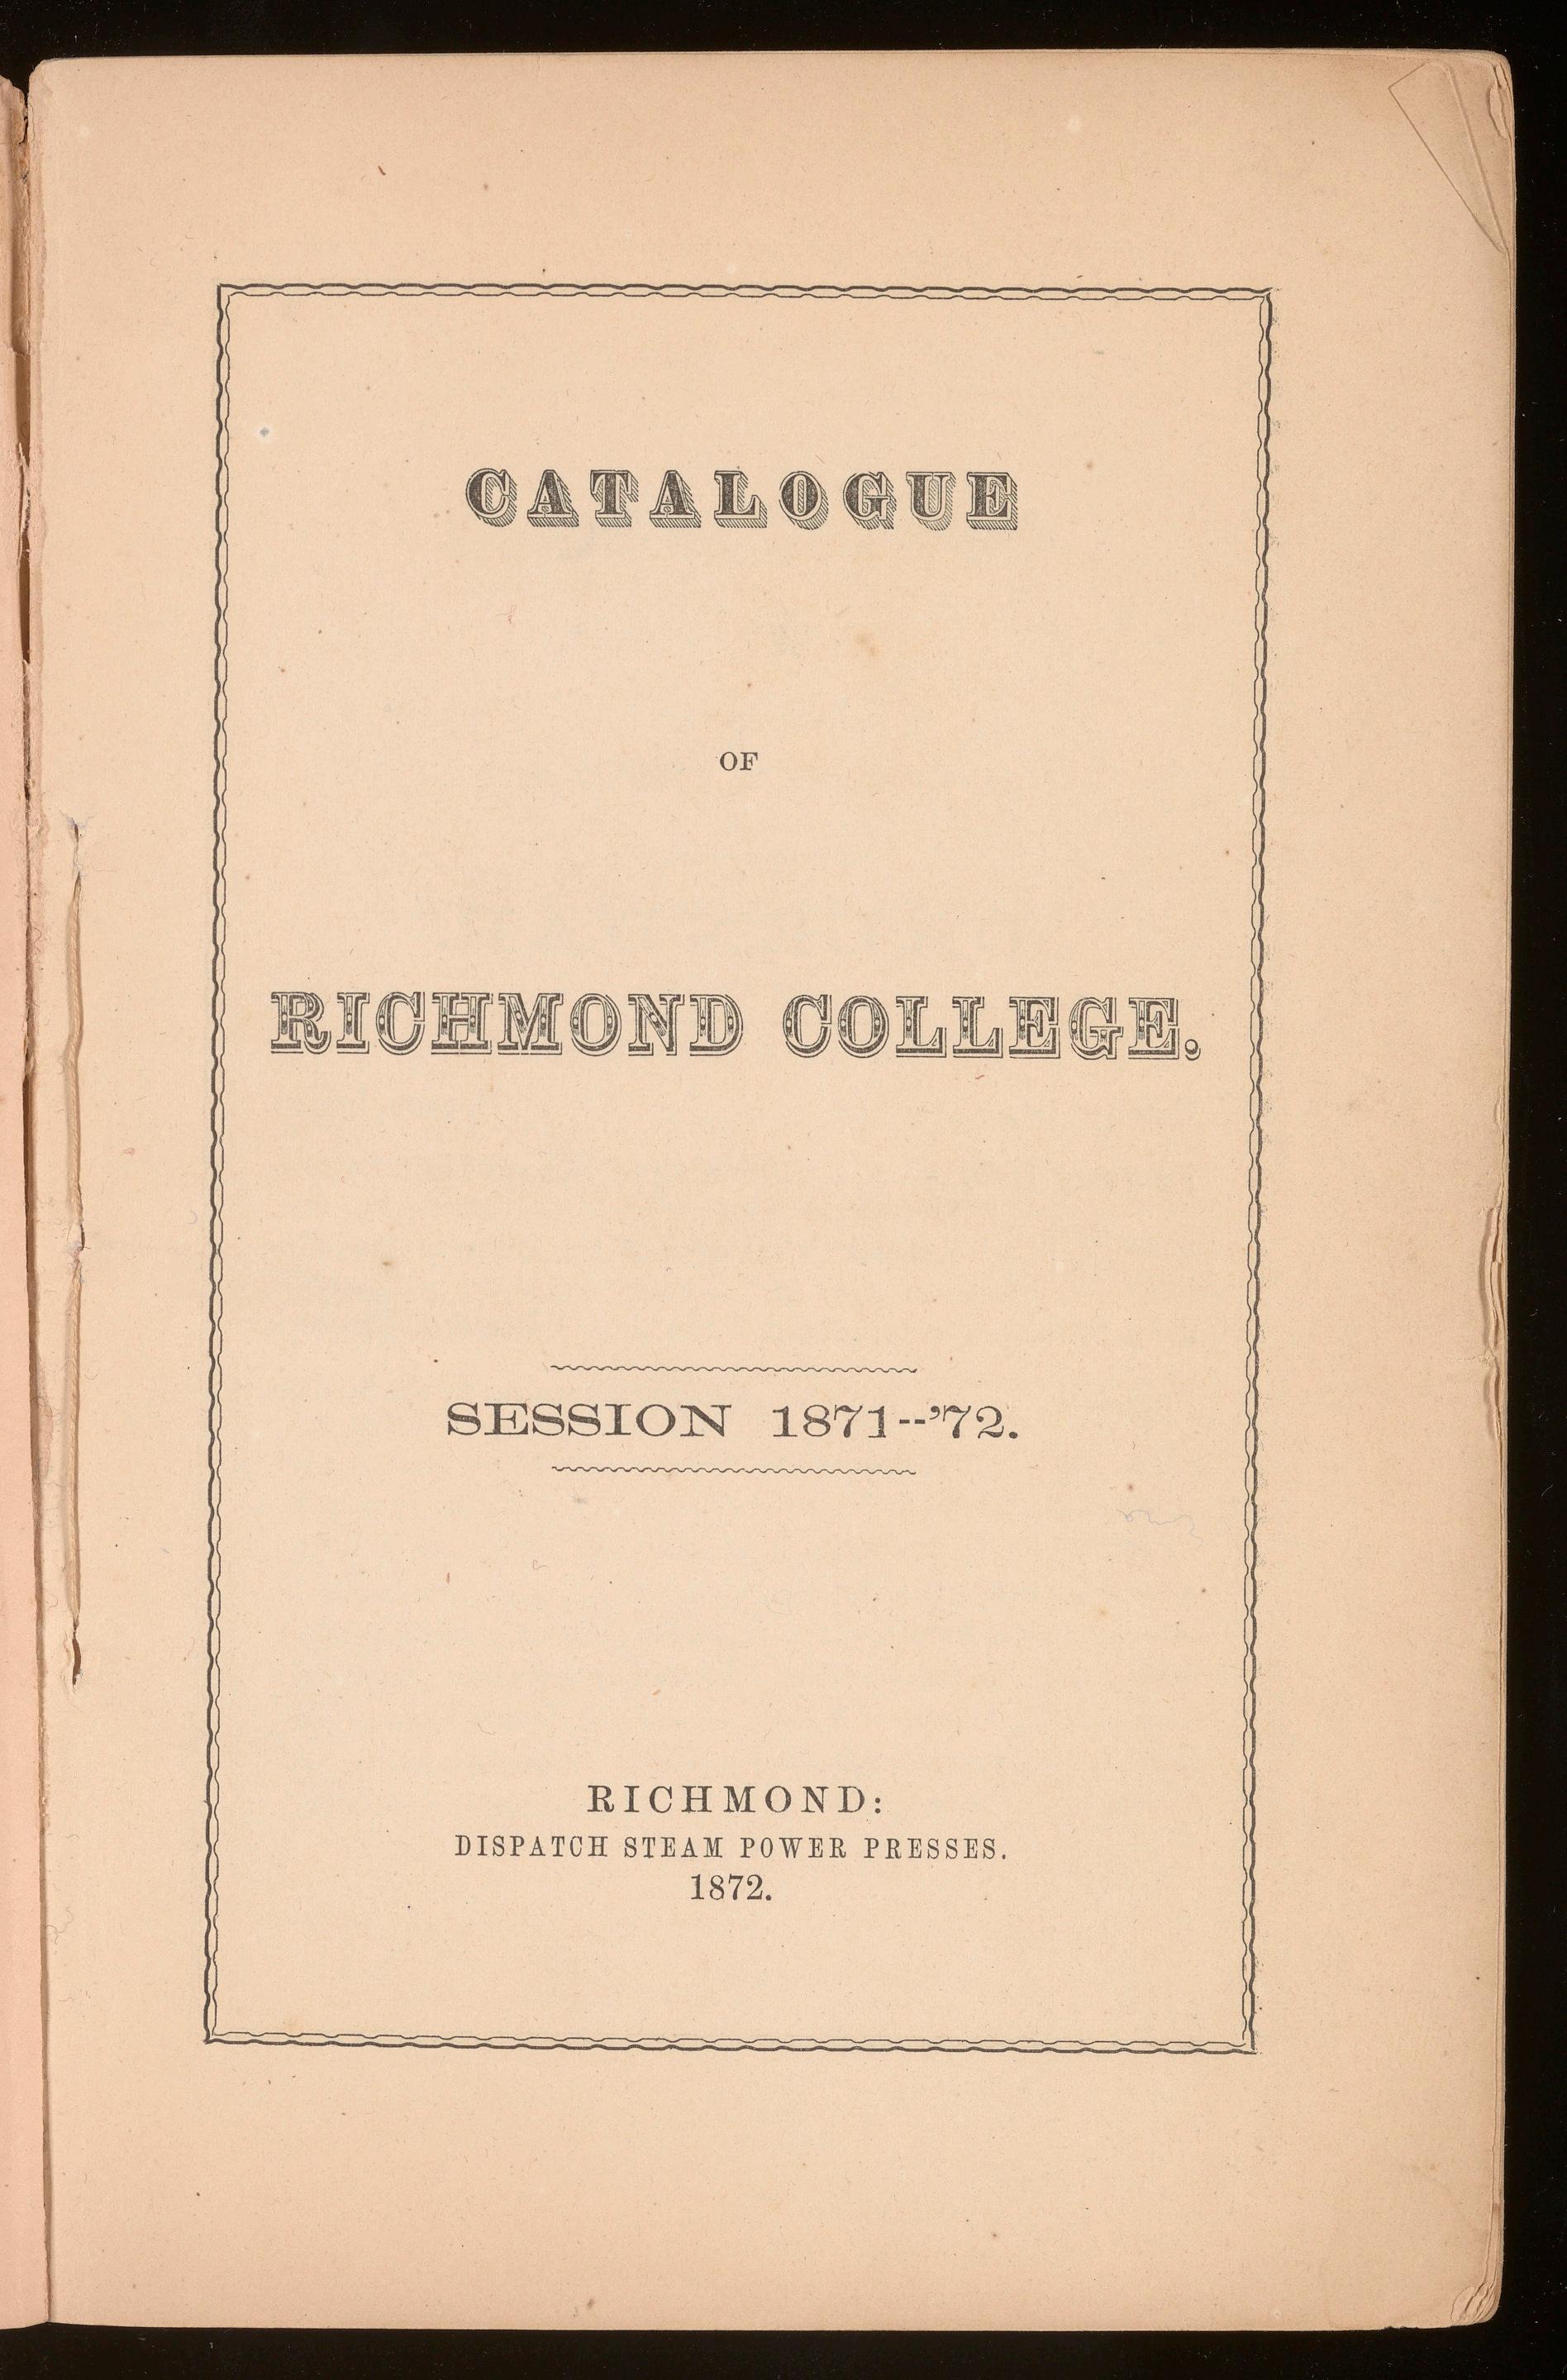 CATALOGUE
OF
RICHMOND COLLEGE.
SESSION 1871--'72.
RICHMOND:
DISPATCH STEAM POWER PRESSES.
1872.